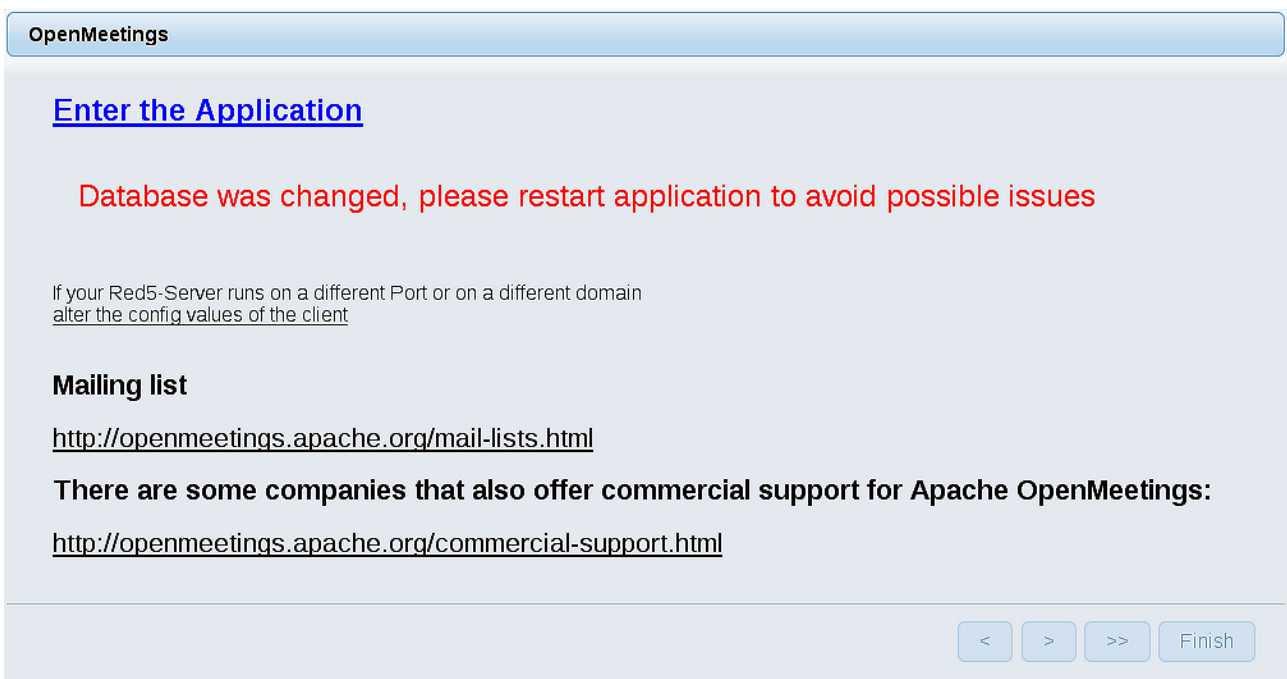 OpenMeetings
Enter the Application
Database was changed, please restart application to avoid possible issues
If your Red5-Server runs on a different Port or on a different domain
alter the config values of the client
Mailing list
http://openmeetings.apache.org/mail-lists.html
There are some companies that also offer commercial support for Apache OpenMeetings:
http://openmeetings.apache.org/commercial-support.html
< > >> Finish